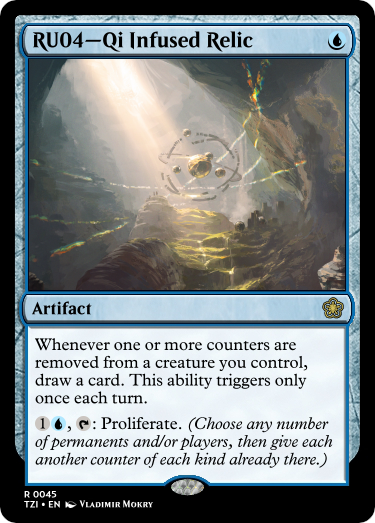 RU04—Qi Infused Relic
Artifact
Whenever one or more counters are
removed from a creature you control,
draw a card. This ability triggers only
once each turn.
1, : Proliferate. (Choose any number
of permanents and/or players, then give each
another counter of each kind already there.)
R 0045
TZI • EN Vladimir Mokry